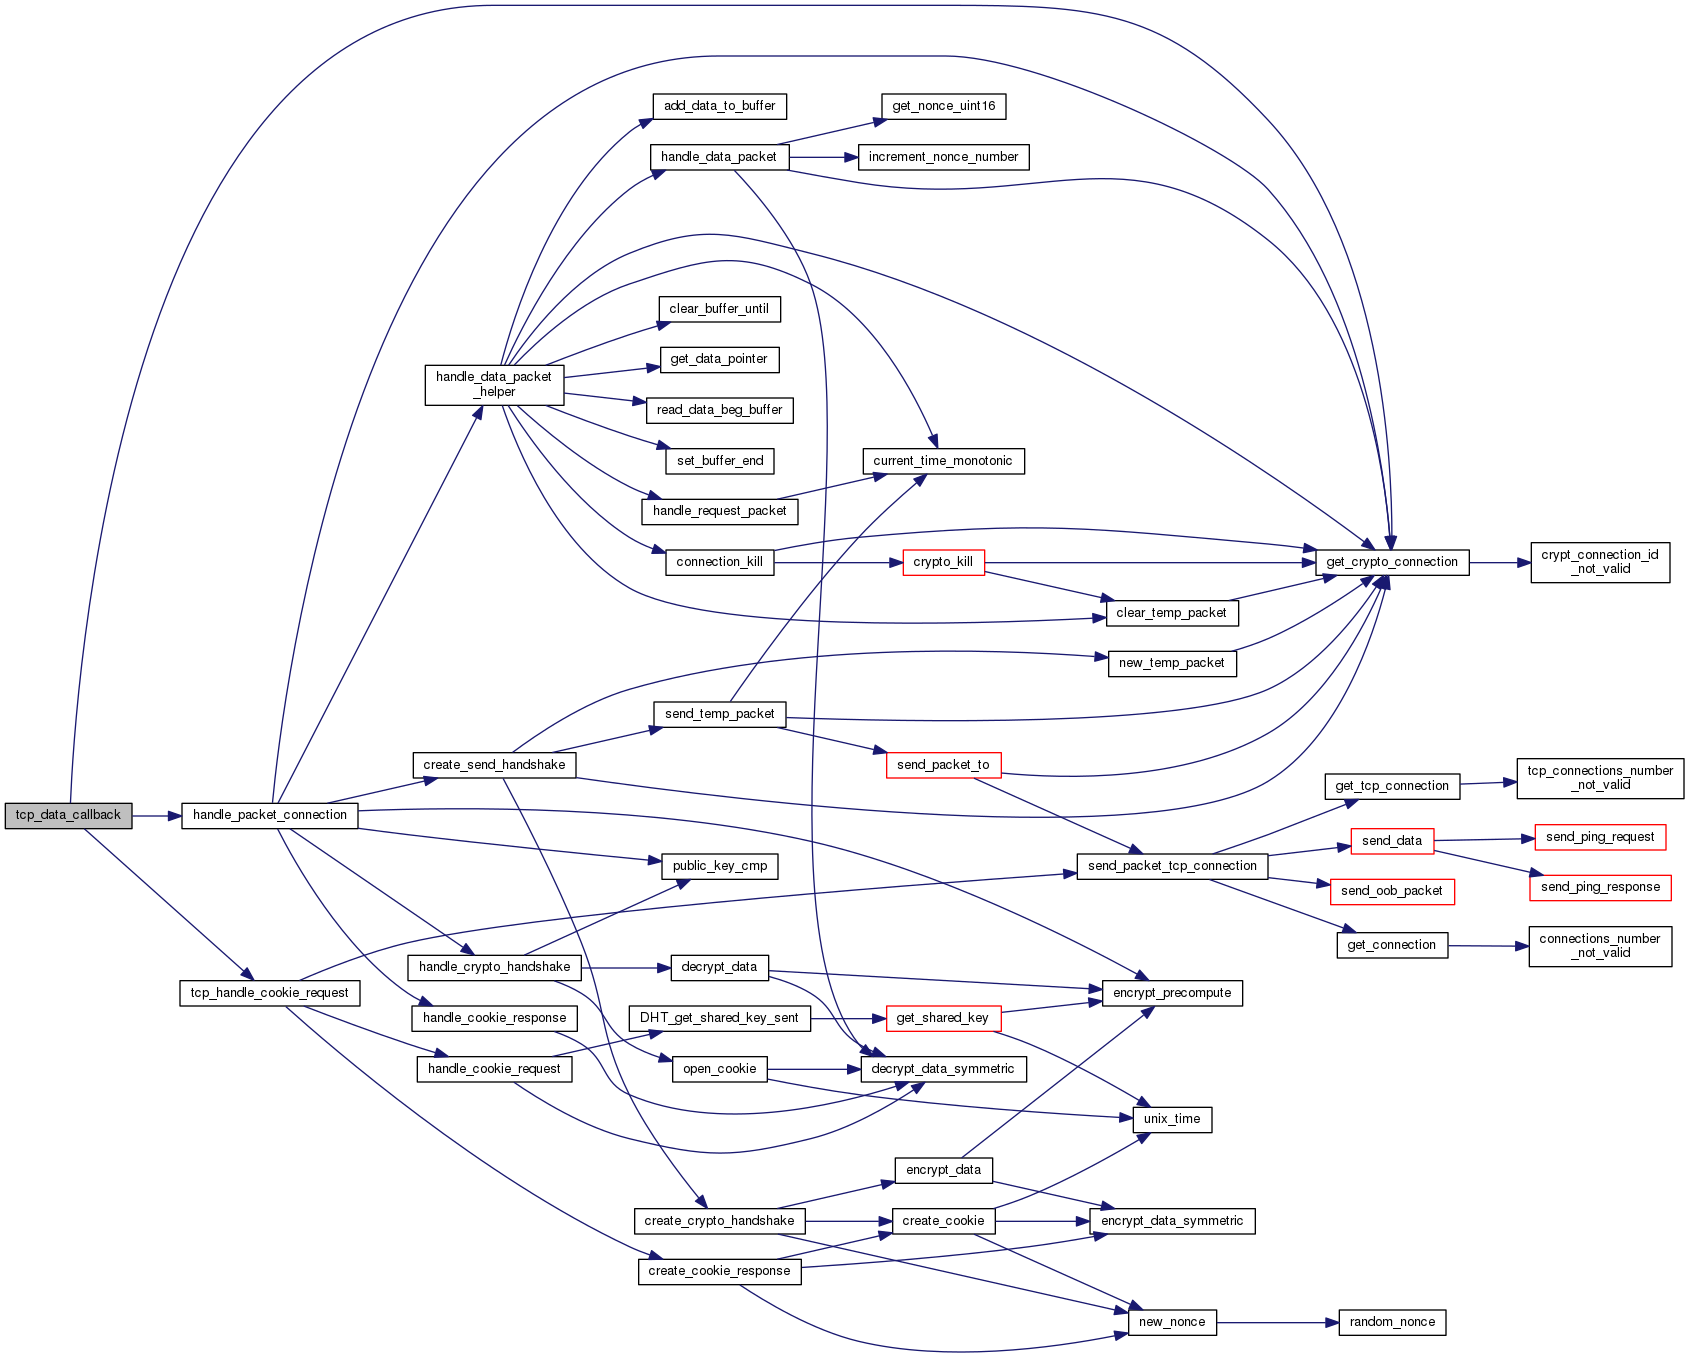 add_data_to_buffer
get_nonce_uint16
handle_data_packet
increment_nonce_number
clear_buffer_until
get_data_pointer
handle_data_packet
_helper
read_data_beg_buffer
set_buffer_end
current_time_monotonic
handle_request_packet
connection_kill
crypto_kill
get_crypto_connection
crypt_connection_id
_not_valid
clear_temp_packet
new_temp_packet
send_temp_packet
create_send_handshake
send_packet_to
get_tcp_connection
tcp_connections_number
_not_valid
tcp_data_callback
handle_packet_connection
send_data
send_ping_request
public_key_cmp
send_packet_tcp_connection
send_oob_packet
send_ping_response
get_connection
connections_number
_not_valid
handle_crypto_handshake
decrypt_data
tcp_handle_cookie_request
encrypt_precompute
handle_cookie_response
DHT_get_shared_key_sent
get_shared_key
handle_cookie_request
open_cookie
decrypt_data_symmetric
unix_time
encrypt_data
create_crypto_handshake
create_cookie
encrypt_data_symmetric
create_cookie_response
new_nonce
random_nonce